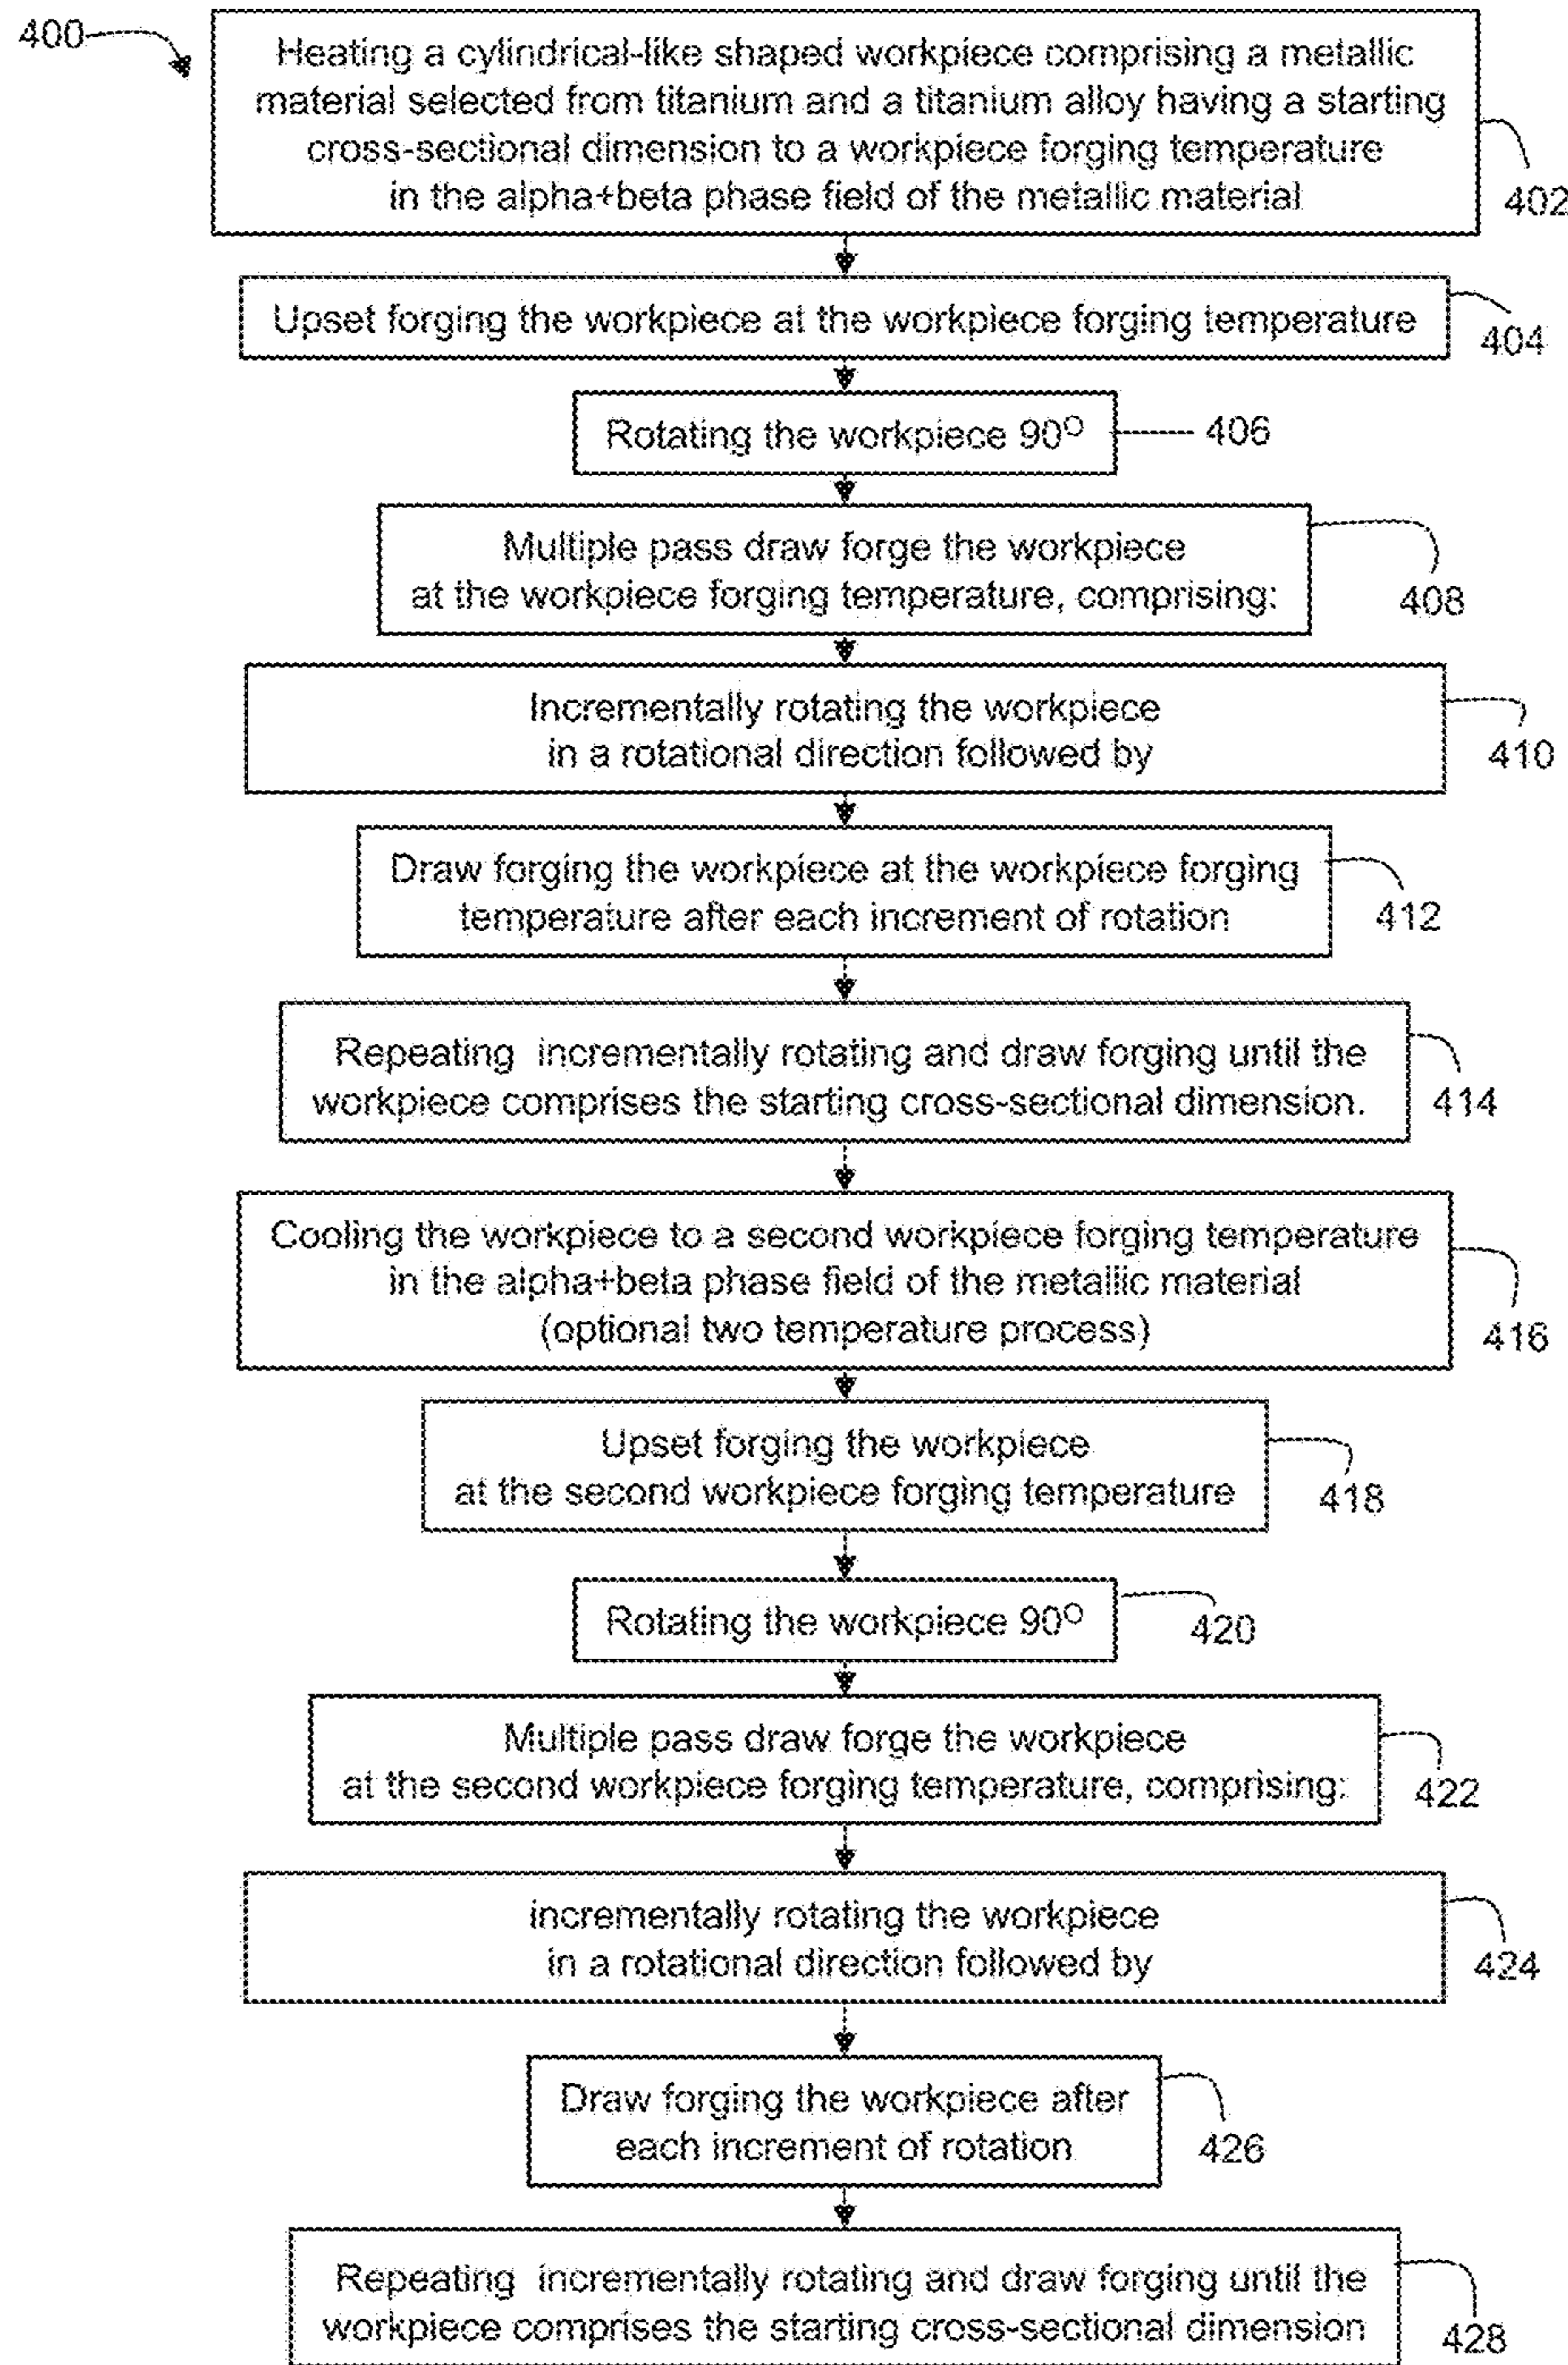 400
Heating a cylindrical-like shaped workpiece comprising a metallic
material selected from titanium and a titanium alloy having a starting
cross-sectional dimension to a workpiece forging temperature
in the alpha+beta phase field of the metallic material
402
Upset forging the workpiece at the workpiece forging temperature
404
Rotating the workpiece 90°
406
Multiple pass draw forge the workpiece
at the workpiece forging temperature, comprising:
408
Incrementally rotating the workpiece
in a rotational direction followed by
410
Draw forging the workpiece at the workpiece forging
temperature after each increment of rotation
412
Repeating incrementally rotating and draw forging until the
workpiece comprises the starting cross-sectional dimension.
414
Cooling the workpiece to a second workpiece forging temperature
in the alpha+beta phase field of the metallic material
(optional two temperature process)
416
Upset forging the workpiece
at the second workpiece forging temperature
418
Rotating the workpiece 90°
420
Multiple pass draw forge the workpiece
at the second workpiece forging temperature, comprising:
422
incrementally rotating the workpiece
in a rotational direction followed by
424
Draw forging the workpiece after
each increment of rotation
426
Repeating incrementally rotating and draw forging until the
workpiece comprises the starting cross-sectional dimension
428